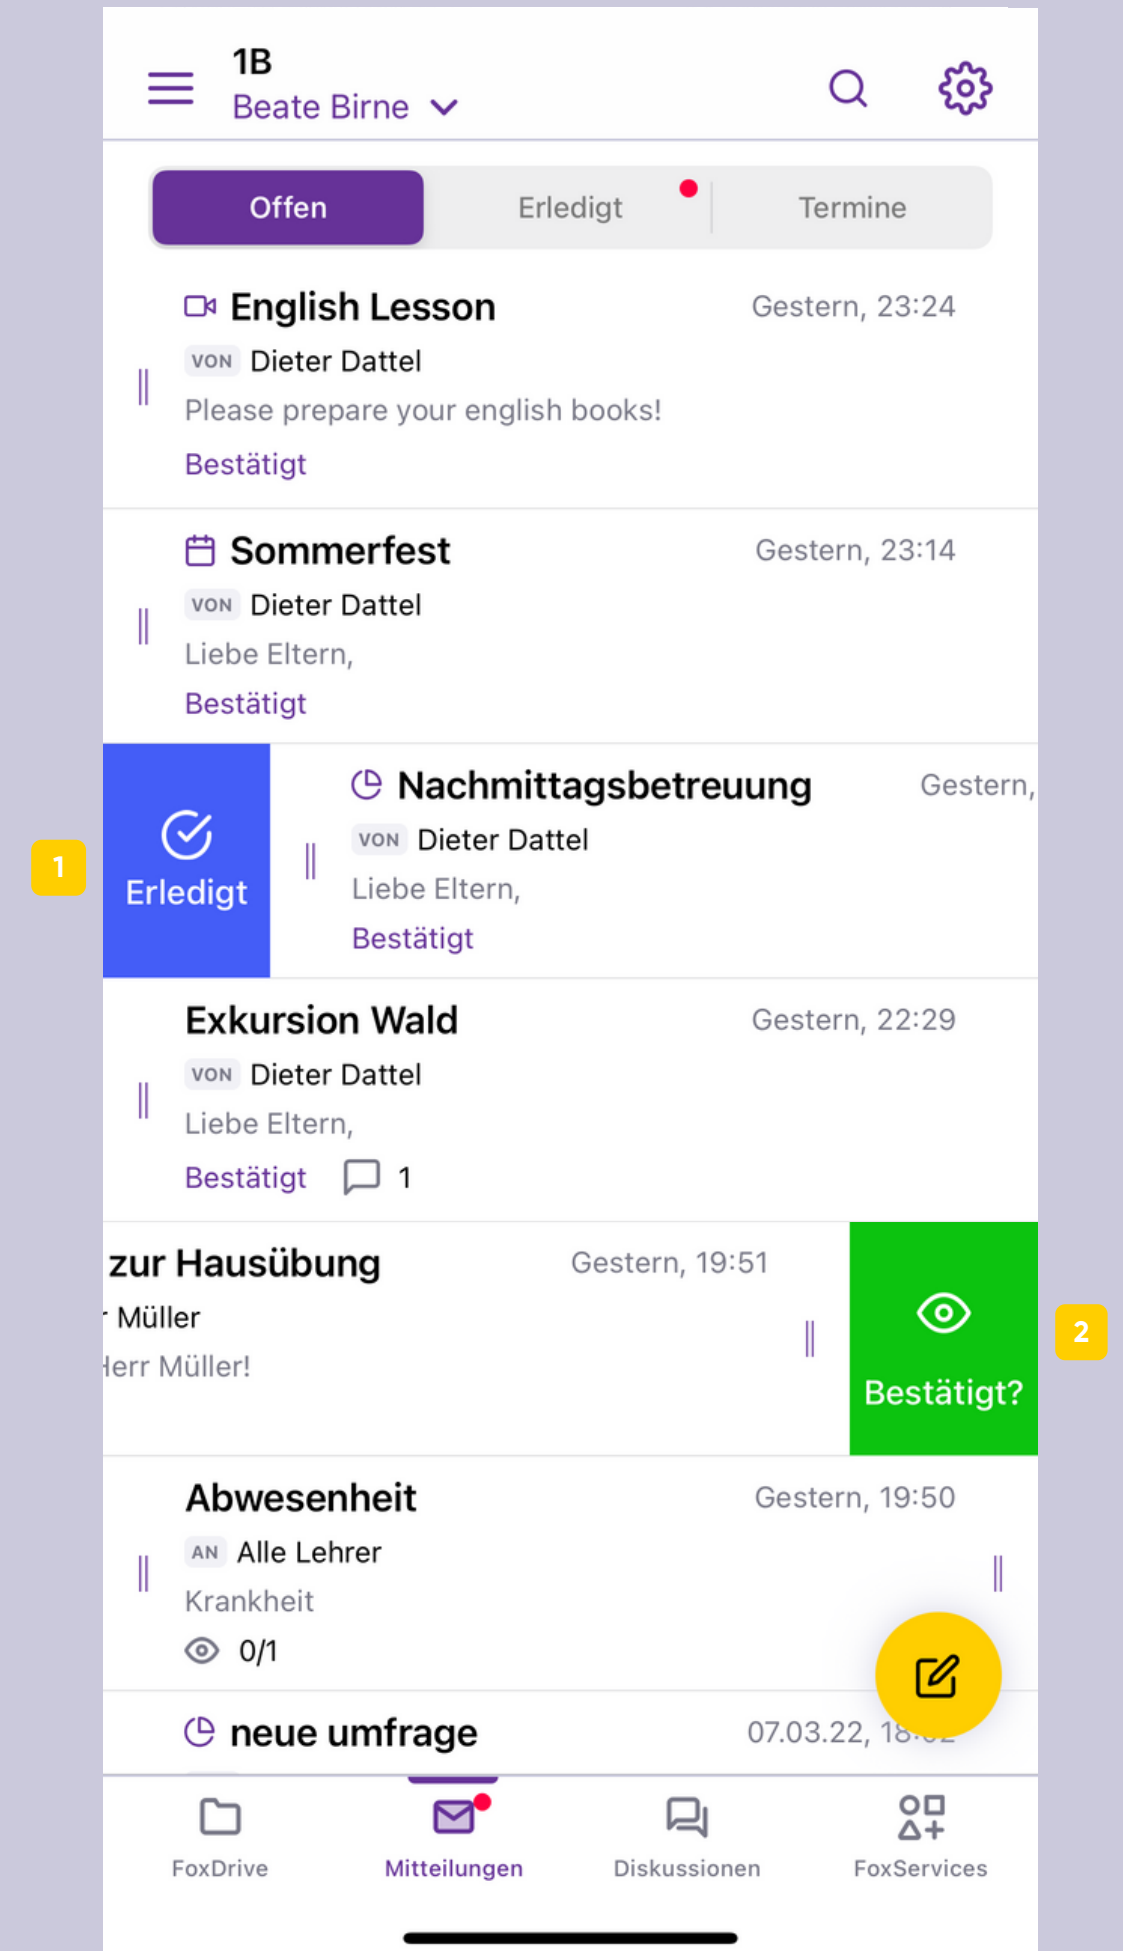 1B
Beate Birne
Offen Erledigt Termine
English Lesson Gestern, 23:24
VON Dieter Dattel
Please prepare your english books!
Bestätigt
Sommerfest Gestern, 23:14
VON Dieter Dattel
Liebe Eltern,
Bestätigt
Nachmittagsbetreuung Gestern,
VON Dieter Dattel
1
Erledigt
Liebe Eltern,
Bestätigt
Exkursion Wald Gestern, 22:29
VON Dieter Dattel
Liebe Eltern,
Bestätigt 1
zur Hausübung Gestern, 19:51
Müller
Herr Müller!
Bestätigt?
2
Abwesenheit Gestern, 19:50
AN Alle Lehrer
Krankheit
0/1
neue umfrage 07.03.22,
FoxDrive Mitteilungen Diskussionen FoxServices